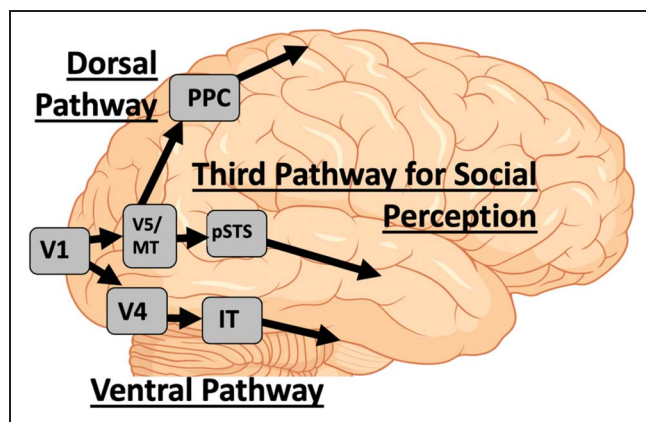 Dorsal
Pathway
PPC
Third Pathway for Social
Perception
V1
V5/
MT
pSTS
V4
IT
Ventral Pathway